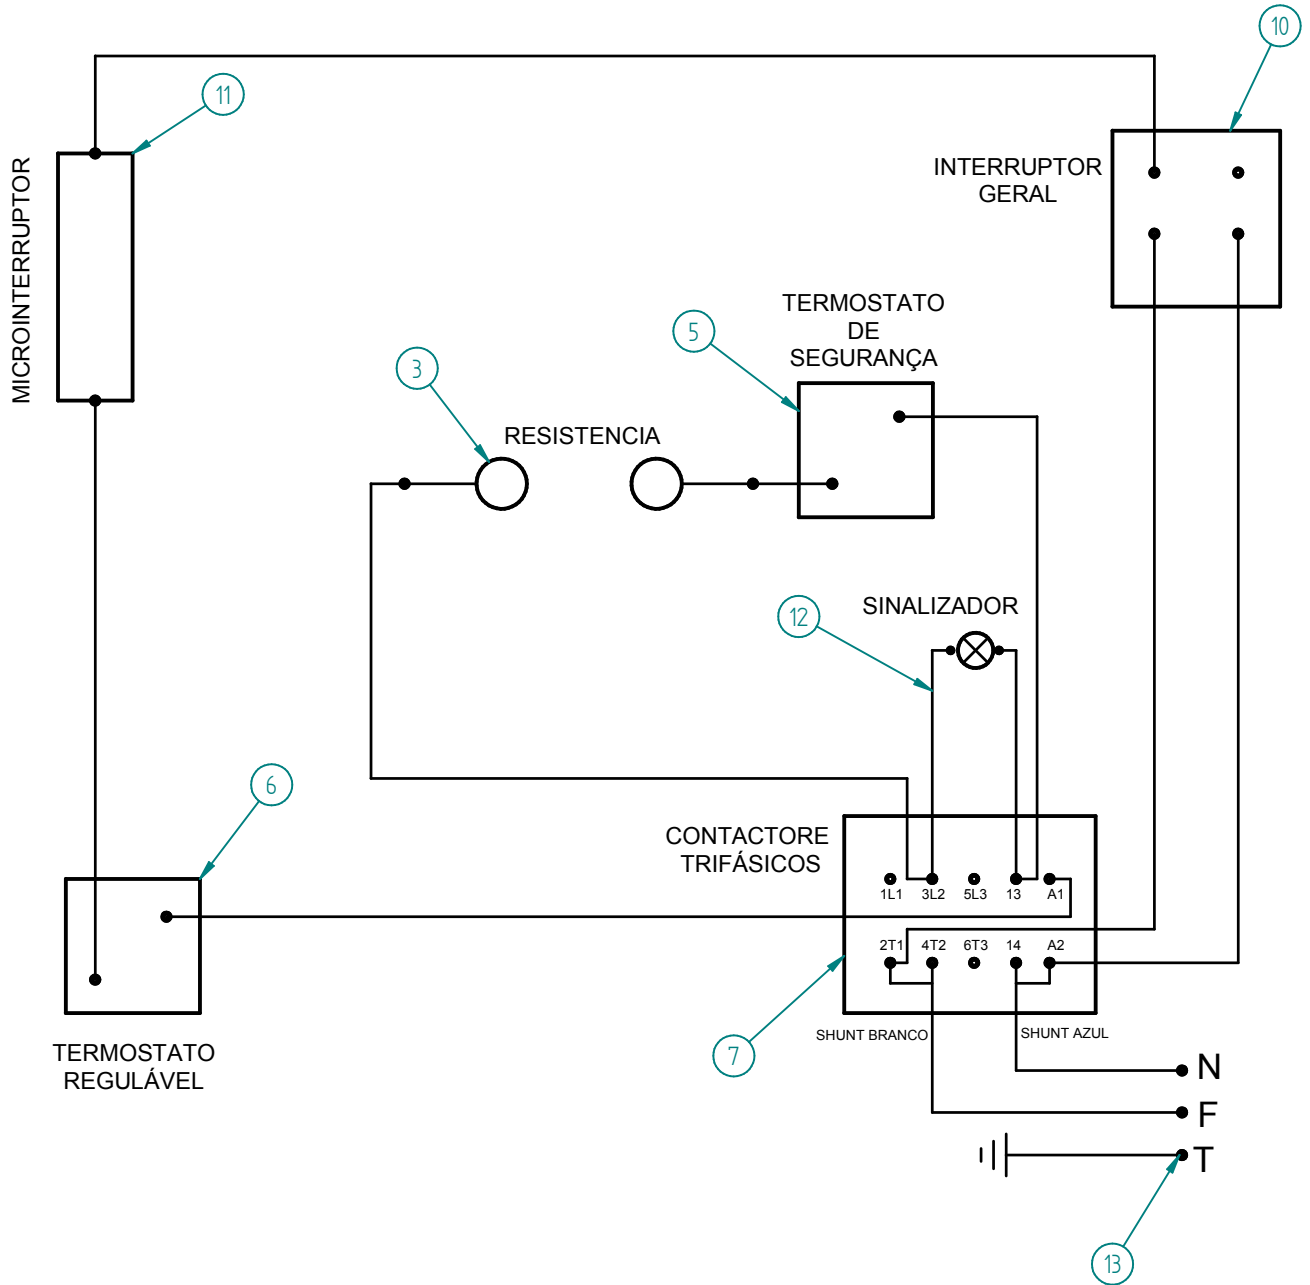 10
11
MICROINTERRUPTOR
INTERRUPTOR
GERAL
TERMOSTATO
DE
SEGURANÇA
5
3
RESISTENCIA
12
SINALIZADOR
6
CONTACTORE
TRIFÁSICOS
1L1 3L2 5L3 13 A1
2T1 4T2 6T3 14 A2
SHUNT BRANCO
SHUNT AZUL
7
TERMOSTATO
REGULÁVEL
N
F
T
13